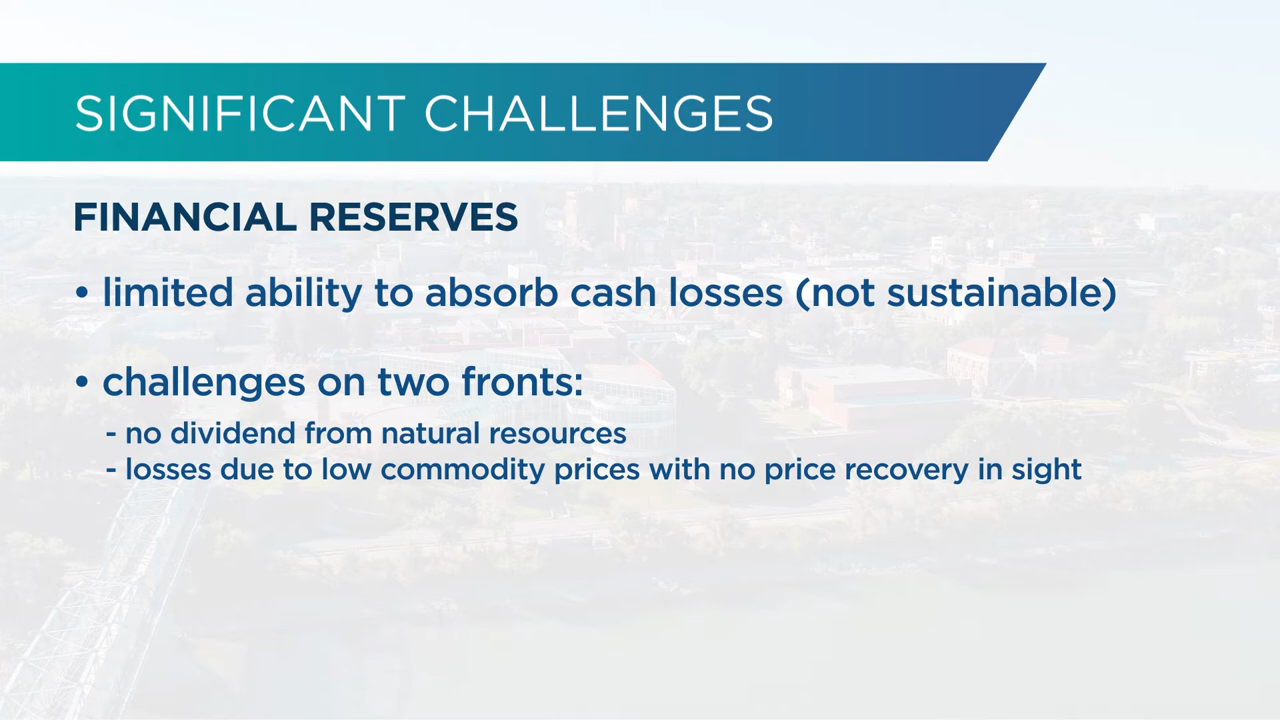 SIGNIFICANT CHALLENGES
FINANCIAL RESERVES
• limited ability to absorb cash losses (not sustainable)
• challenges on two fronts:
- no dividend from natural resources
- losses due to low commodity prices with no price recovery in sight